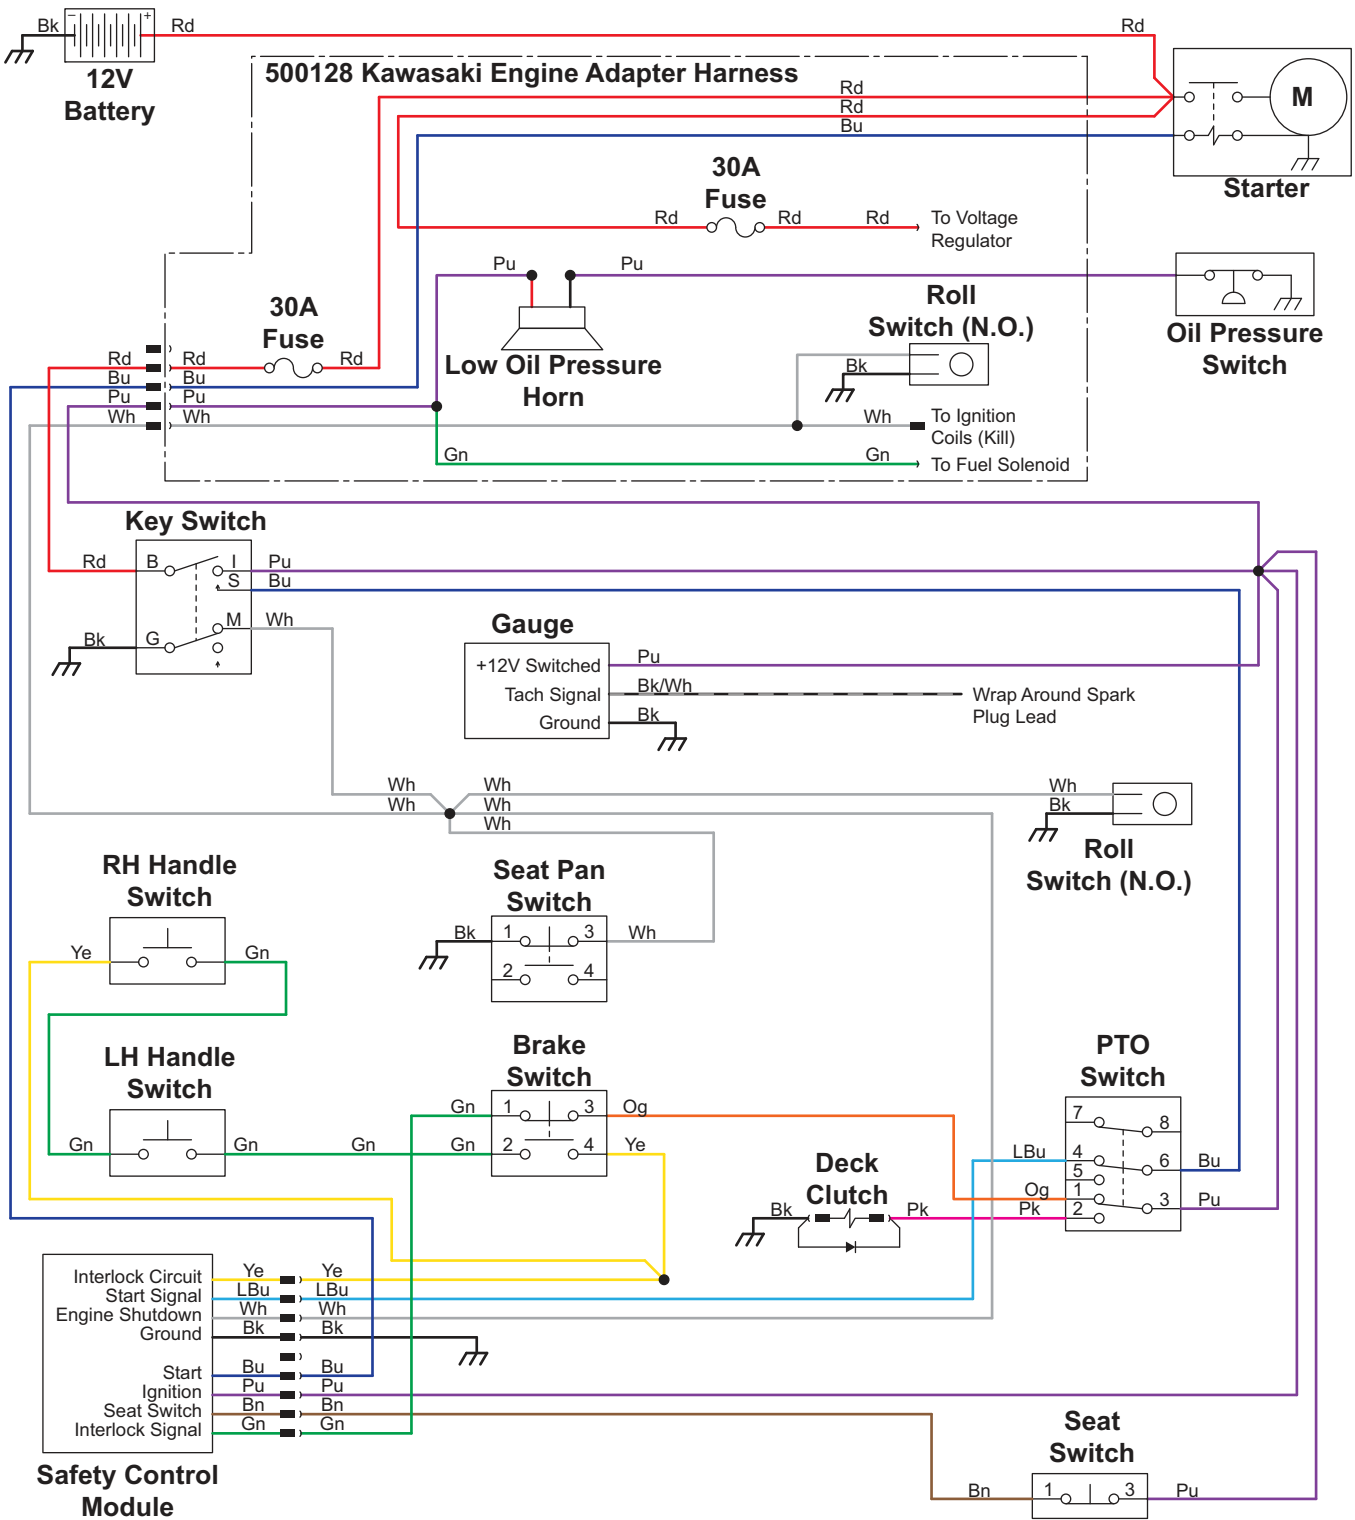 Bk
−
+
Rd
Rd
12V
Battery
500128 Kawasaki Engine Adapter Harness
Rd
Rd
Bu
M
Starter
30A
Fuse
Rd
Rd
Rd
To Voltage
Regulator
Pu
Pu
Oil Pressure
Switch
30A
Fuse
Roll
Switch (N.O.)
Low Oil Pressure
Horn
Rd
Rd
Rd
Bu
Bu
Pu
Pu
Wh
Wh
Bk
Wh
To Ignition
Coils (Kill)
Gn
Gn
To Fuel Solenoid
Key Switch
Rd
B
I
Pu
S
Bu
M
Wh
Bk
G
Gauge
+12V Switched
Pu
Tach Signal
Bk/Wh
Wrap Around Spark
Plug Lead
Ground
Bk
Wh
Wh
Wh
Wh
Wh
Wh
Bk
Roll
Switch (N.O.)
RH Handle
Switch
Ye
Gn
Seat Pan
Switch
Bk
1
3
Wh
2
4
LH Handle
Switch
Gn
Gn
Gn
Brake
Switch
Gn
1
3
Og
Gn
2
4
Ye
PTO
Switch
7
8
LBu
4
6
Bu
5
Og
1
3
Pu
Pk
2
Deck
Clutch
Bk
Pk
Interlock Circuit
Ye
Ye
Start Signal
LBu
LBu
Engine Shutdown
Wh
Wh
Ground
Bk
Bk
Start
Bu
Bu
Ignition
Pu
Pu
Seat Switch
Bn
Bn
Interlock Signal
Gn
Gn
Safety Control
Module
Seat
Switch
Bn
1
3
Pu